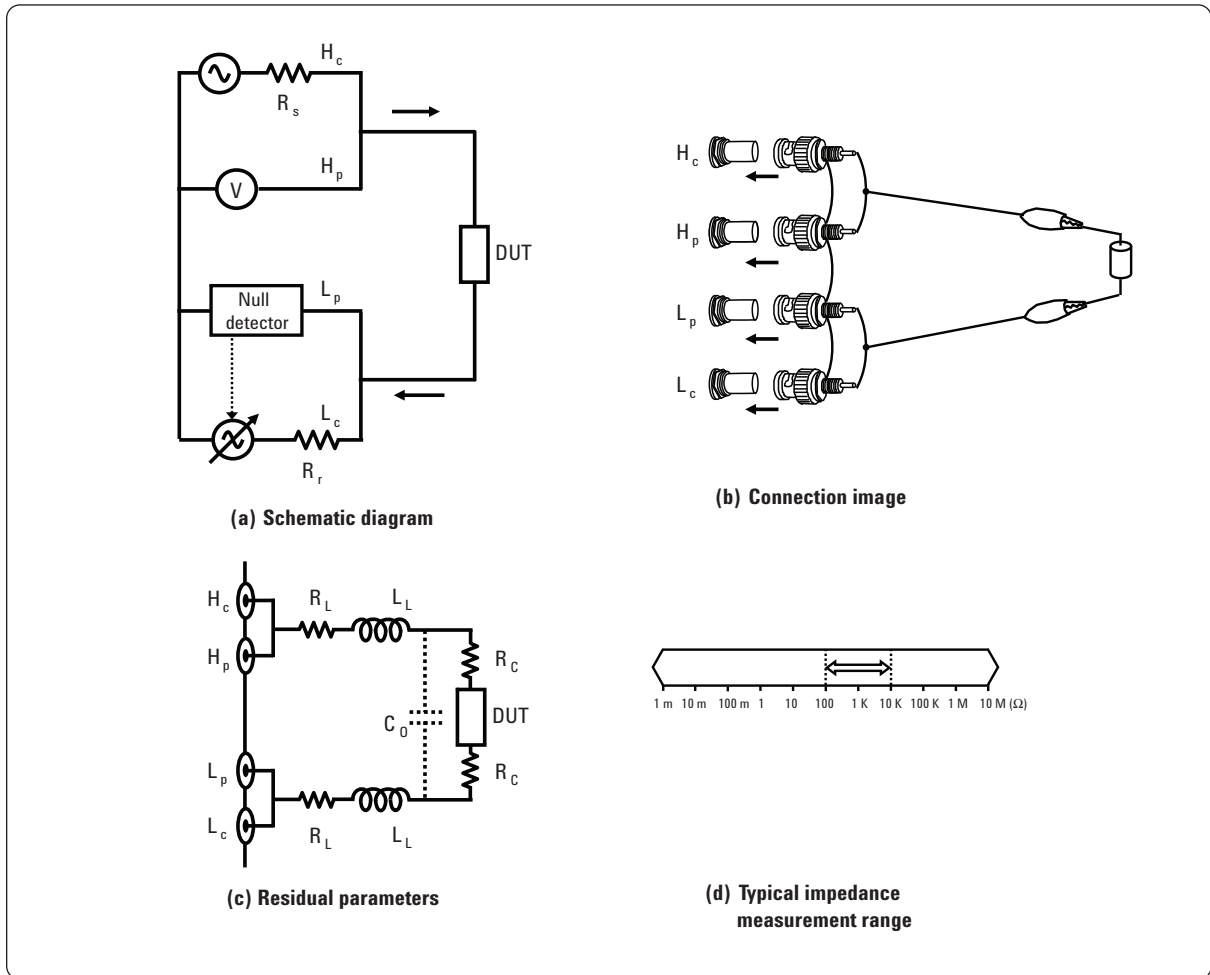 H c
R s
H p
V
DUT
Null
detector
L p
L c
R r
(a) Schematic diagram
H c
H p
L p
L c
(b) Connection image
H c
H p
R L
L L
R C
C 0
DUT
R C
L p
L c
R L
L L
(c) Residual parameters
1 m 10 m 100 m 1 10 100 1 K 10 K 100 K 1 M 10 M (Ω)
(d) Typical impedance
measurement range